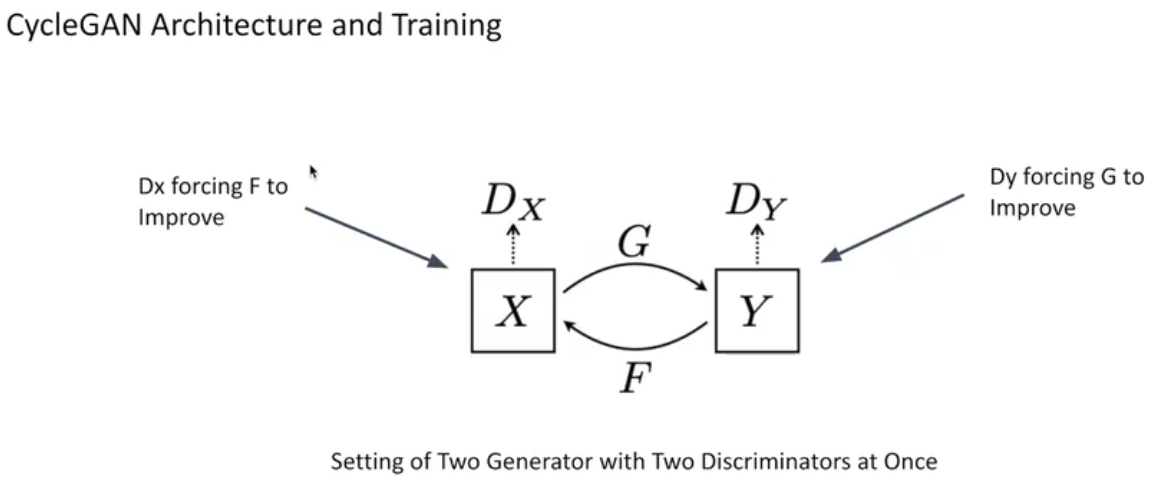 CycleGAN Architecture and Training
Dx forcing F to
Improve
Dy forcing G to
Improve
D_X
D_Y
G
X
Y
F
Setting of Two Generator with Two Discriminators at Once